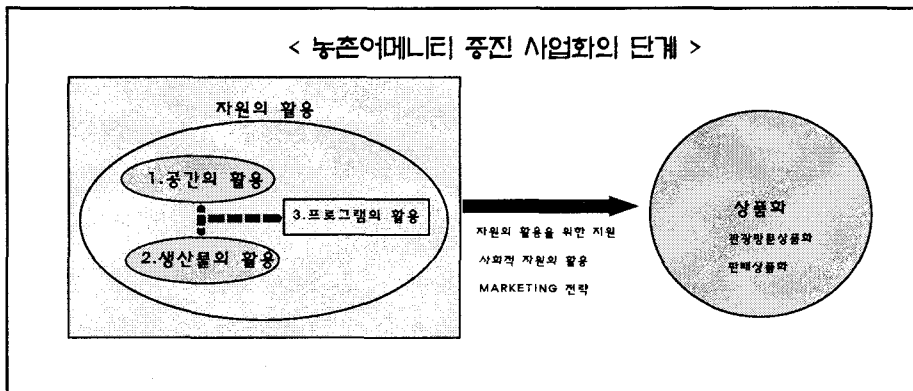 < 농촌어메니티 증진 사업화의 단계 >
자원의 활용
1.공간의 활용
3.프로그램의 활용
2.생산물의 활용
자원의 활용을 위한 지원
사회적 자원의 활용
MARKETING 전략
상품화
관광방문상품화
판매상품화